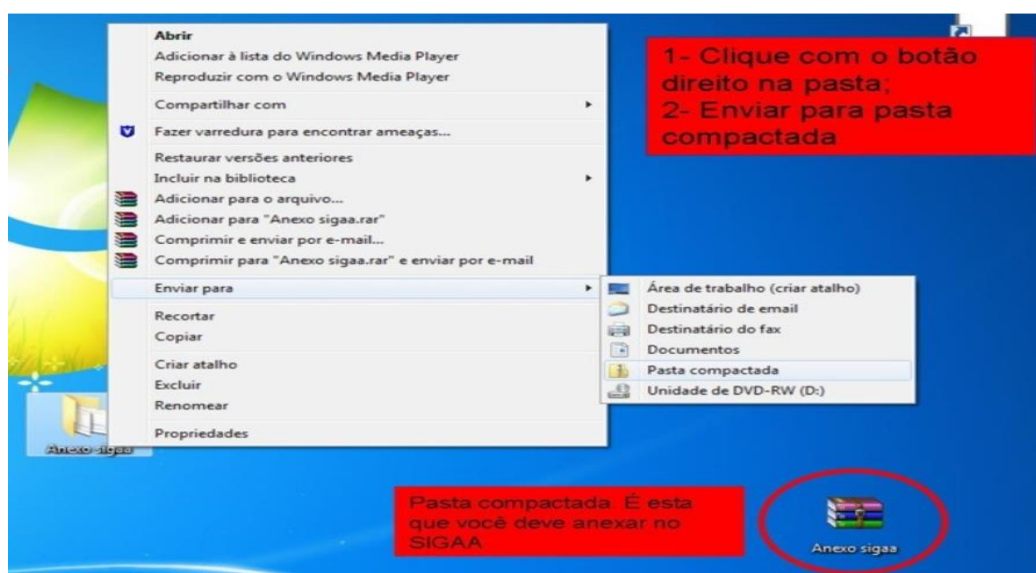 Abrir
Adicionar à lista do Windows Media Player
Reproduzir com o Windows Media Player
Compartilhar com
Fazer varredura para encontrar ameaças...
Restaurar versões anteriores
Incluir na biblioteca
Adicionar para o arquivo...
Adicionar para "Anexo sigaa.rar"
Comprimir e enviar por e-mail...
Comprimir para "Anexo sigaa.rar" e enviar por e-mail
Enviar para
Recortar
Copiar
Criar atalho
Excluir
Renomear
Propriedades
Área de trabalho (criar atalho)
Destinatário de email
Destinatário do fax
Documentos
Pasta compactada
Unidade de DVD-RW (D:)
1- Clique com o botão
direito na pasta;
2- Enviar para pasta
compactada
Anexo sigaa
Pasta compactada. É esta
que você deve anexar no
SIGAA
Anexo sigaa